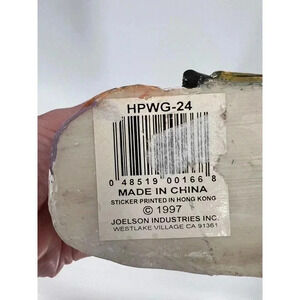 HPWG-24
0 48519 00166 8
MADE IN CHINA
STICKER PRINTED IN HONG KONG
© 1997
JOELSON INDUSTRIES INC.
WESTLAKE VILLAGE CA 91361